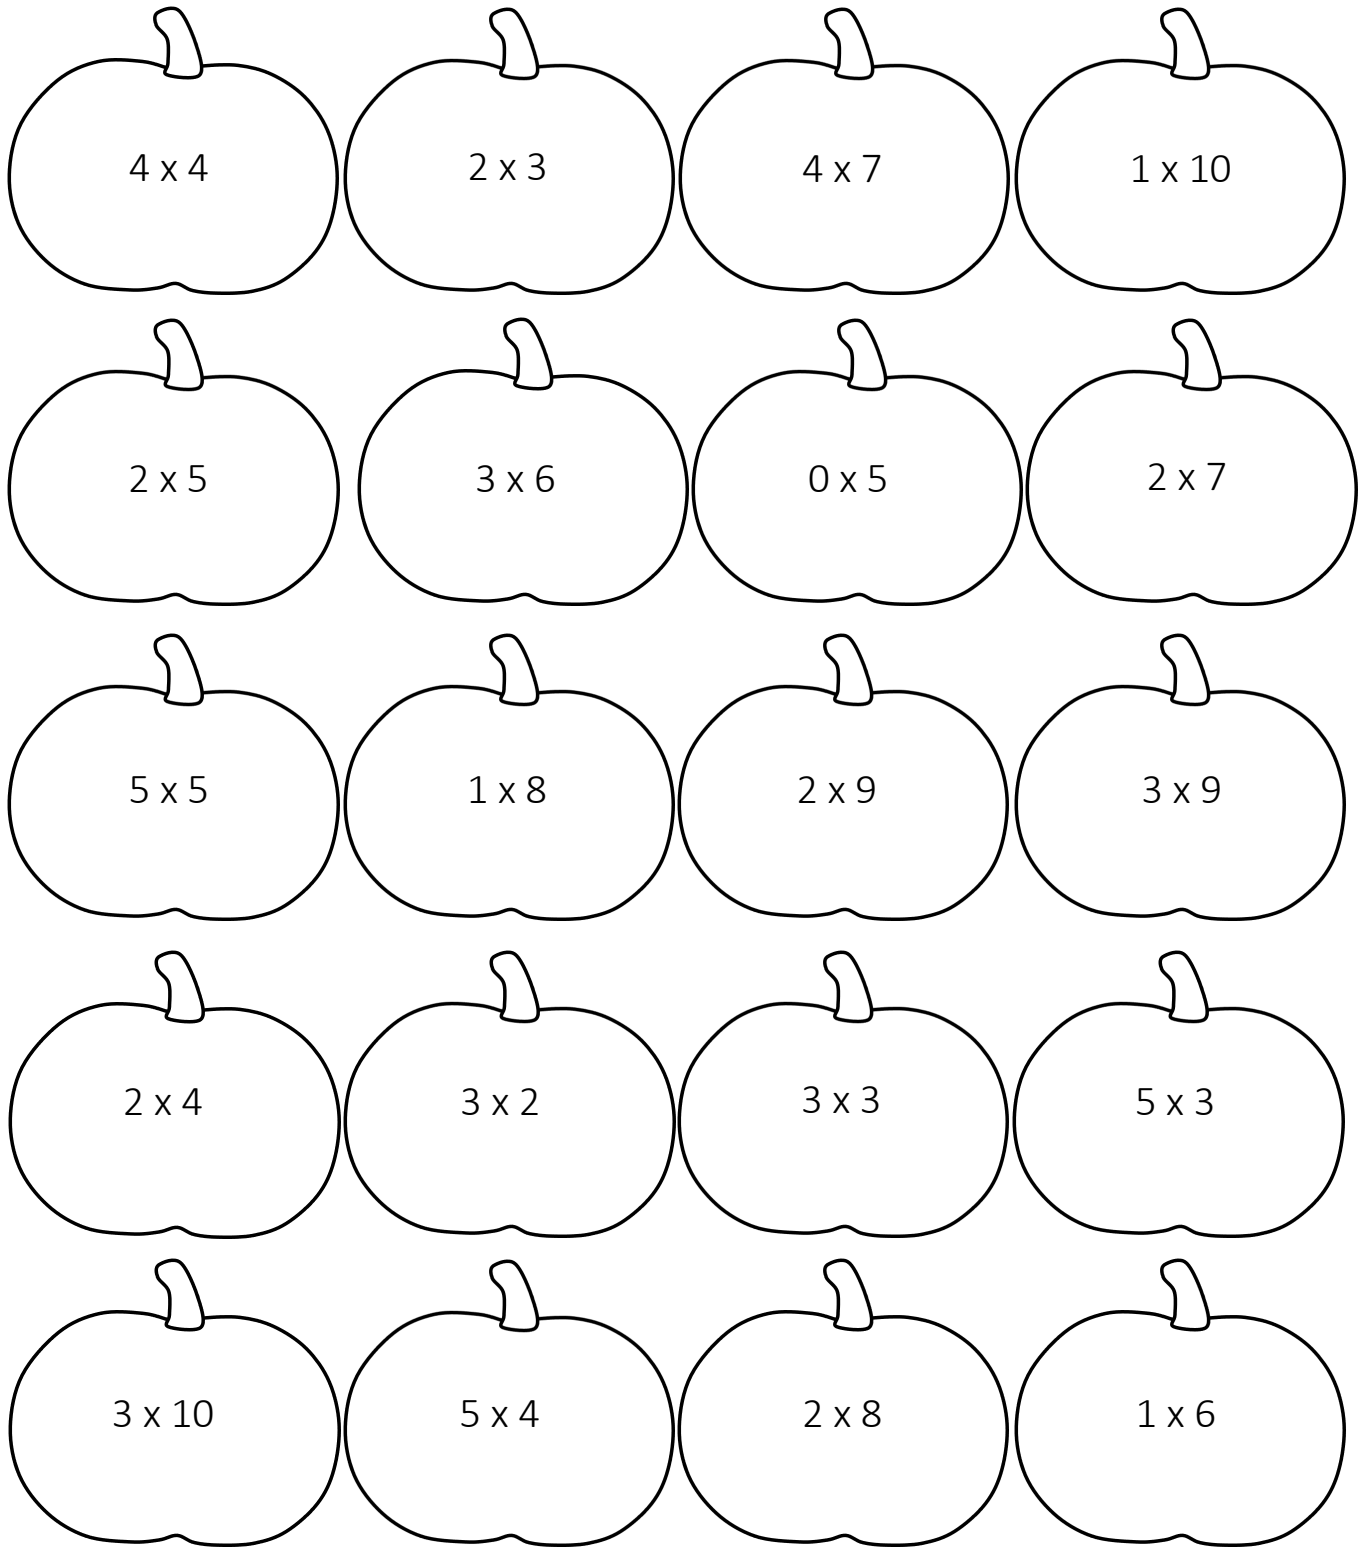 4 x 4
2 x 3
4 x 7
1 x 10
2 x 5
3 x 6
0 x 5
2 x 7
5 x 5
1 x 8
2 x 9
3 x 9
2 x 4
3 x 2
3 x 3
5 x 3
3 x 10
5 x 4
2 x 8
1 x 6